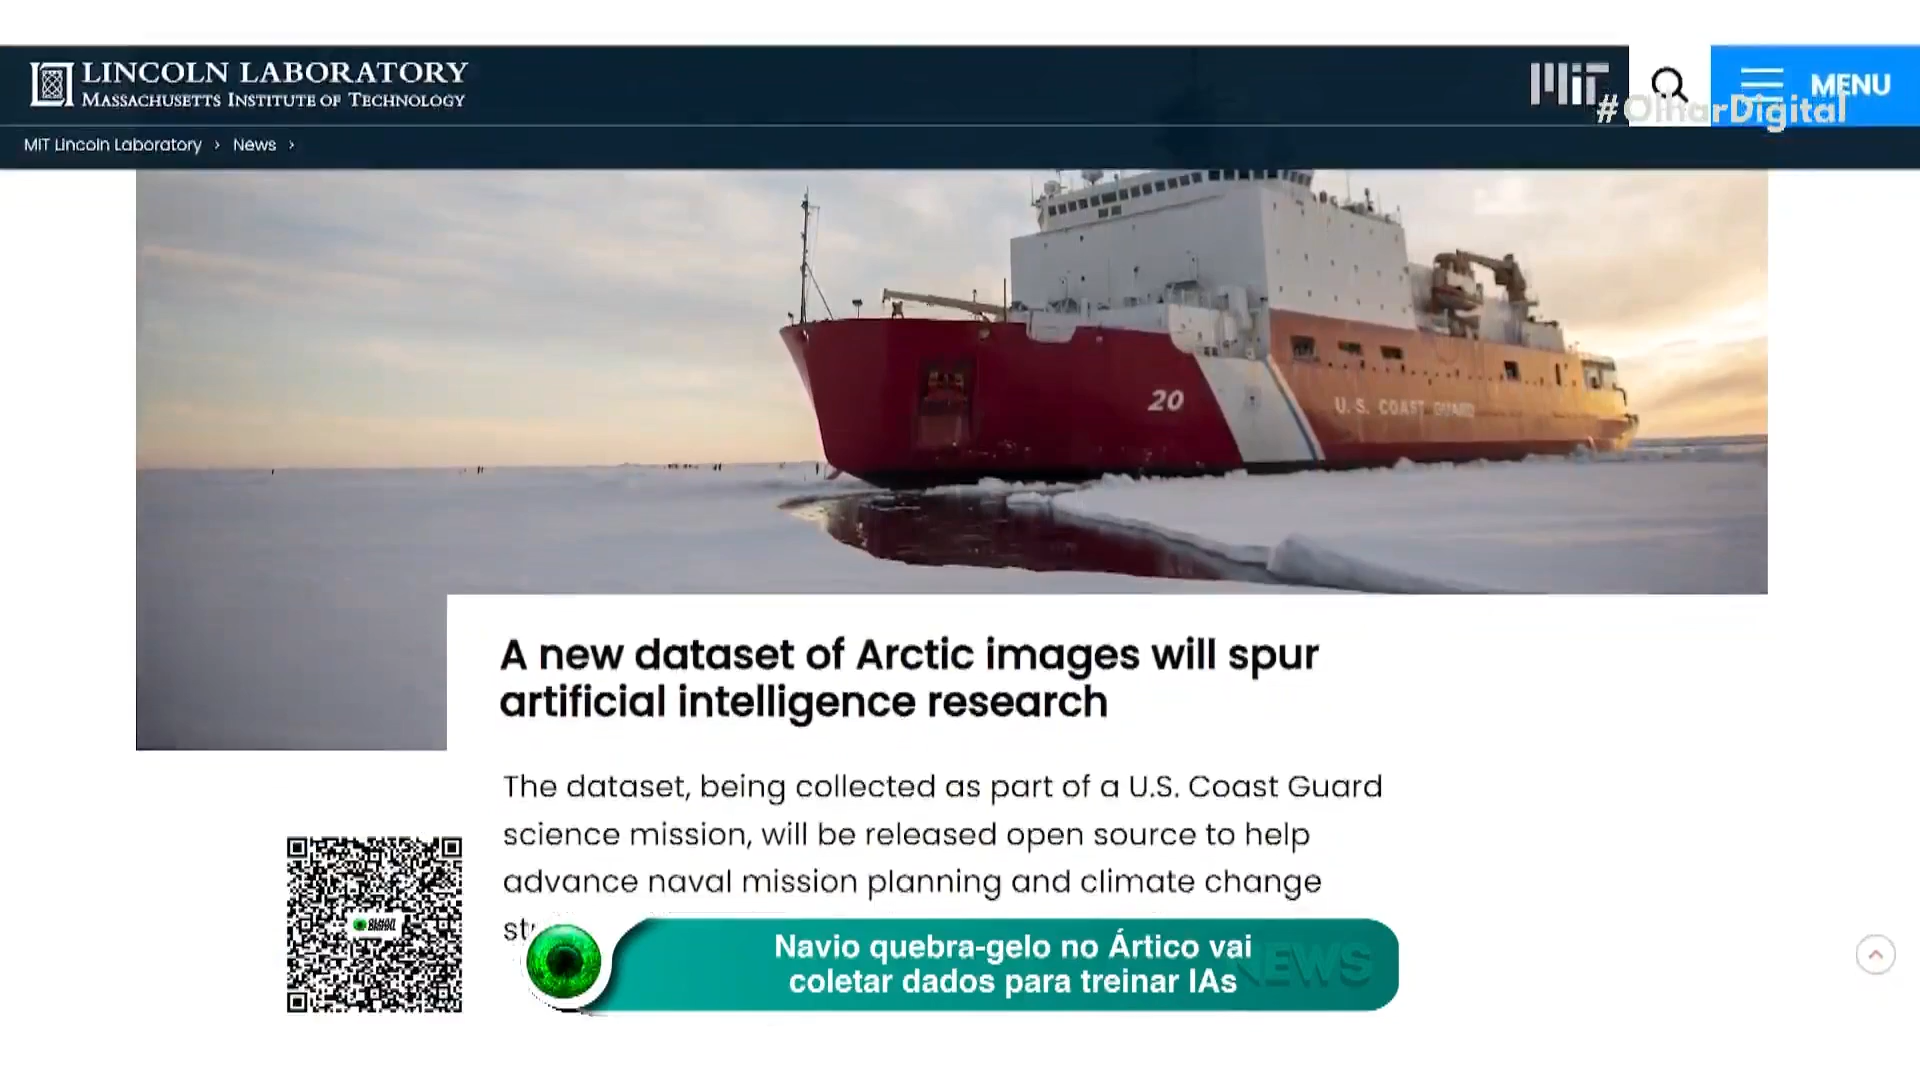 LINCOLN LABORATORY
MASSACHUSETTS INSTITUTE OF TECHNOLOGY
MIT
MENU
#OlharDigital
MIT Lincoln Laboratory > News >
20
U.S. COAST GUARD
A new dataset of Arctic images will spur
artificial intelligence research
The dataset, being collected as part of a U.S. Coast Guard
science mission, will be released open source to help
advance naval mission planning and climate change
Navio quebra-gelo no Ártico vai
coletar dados para treinar IAs
NEWS